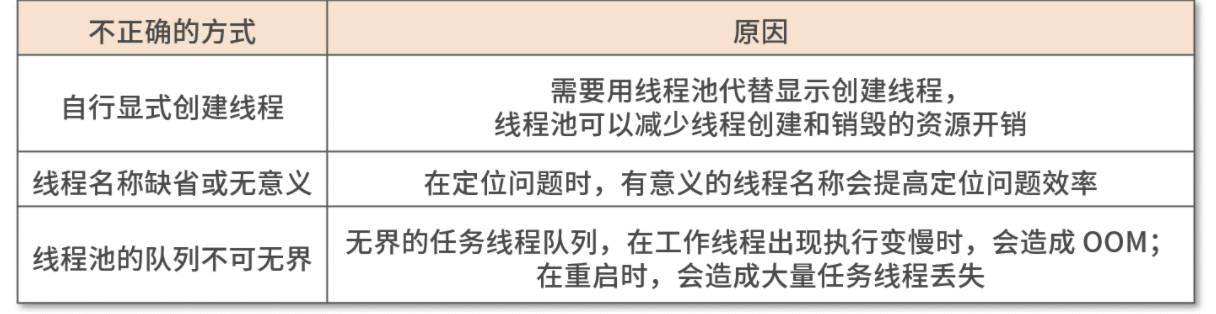 不正确的方式
原因
自行显式创建线程
需要用线程池代替显示创建线程，
线程池可以减少线程创建和销毁的资源开销
线程名称缺省或无意义
在定位问题时，有意义的线程名称会提高定位问题效率
线程池的队列不可无界
无界的任务线程队列，在工作线程出现执行变慢时，会造成 OOM；
在重启时，会造成大量任务线程丢失